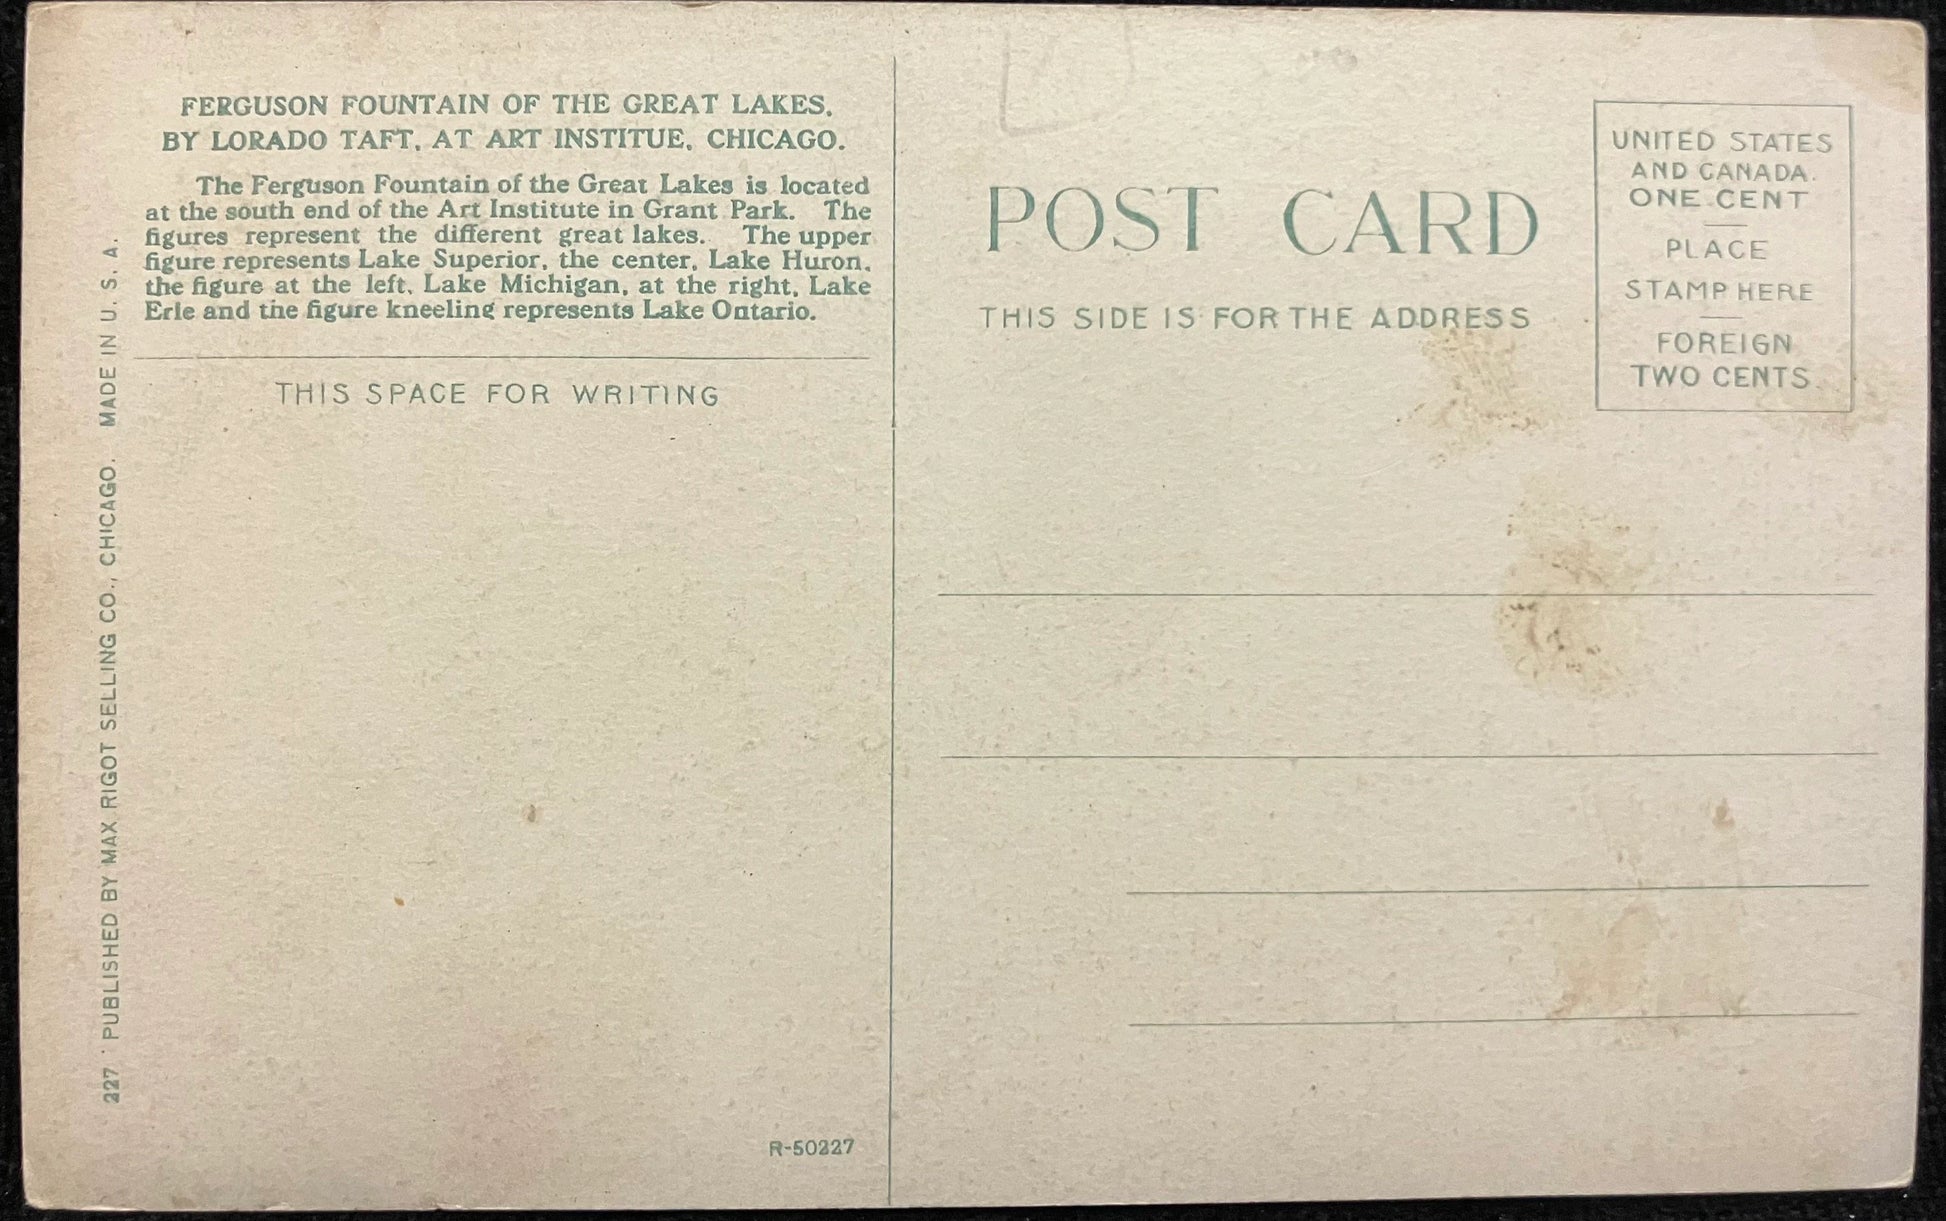 FERGUSON FOUNTAIN OF THE GREAT LAKES,
BY LORADO TAFT, AT ART INSTITUE, CHICAGO.
The Ferguson Fountain of the Great Lakes is located
at the south end of the Art Institute in Grant Park. The
figures represent the different great lakes. The upper
figure represents Lake Superior, the center, Lake Huron,
the figure at the left, Lake Michigan, at the right, Lake
Erie and the figure kneeling represents Lake Ontario.
THIS SPACE FOR WRITING
227 PUBLISHED BY MAX RIGOT SELLING CO., CHICAGO. MADE IN U. S. A.
R-50227
POST CARD
THIS SIDE IS FOR THE ADDRESS
UNITED STATES
AND CANADA.
ONE CENT
PLACE
STAMP HERE
FOREIGN
TWO CENTS